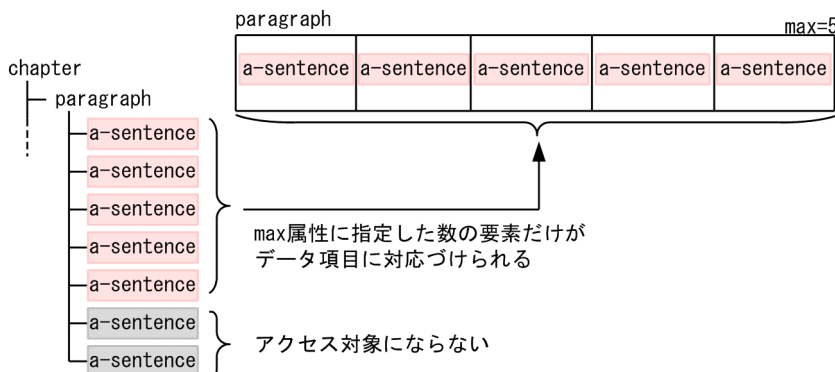 paragraph
max=5
a-sentence a-sentence a-sentence a-sentence a-sentence
chapter
paragraph
a-sentence
a-sentence
a-sentence
a-sentence
a-sentence
a-sentence
a-sentence
max属性に指定した数の要素だけが
データ項目に対応づけられる
アクセス対象にならない